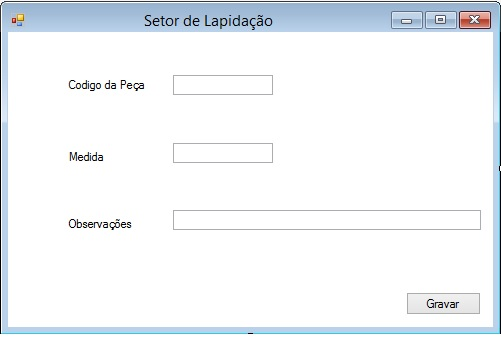 Setor de Lapidação
Codigo da Peça
Medida
Observações
Gravar